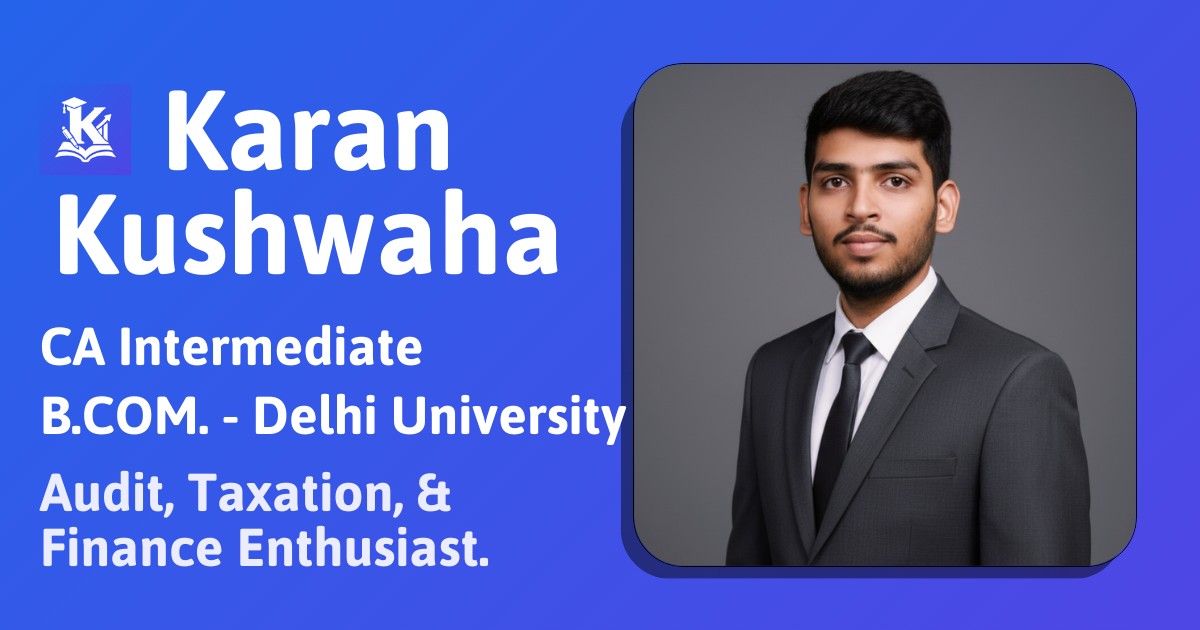 K
Karan
Kushwaha
CA Intermediate
B.COM. - Delhi University
Audit, Taxation, &
Finance Enthusiast.